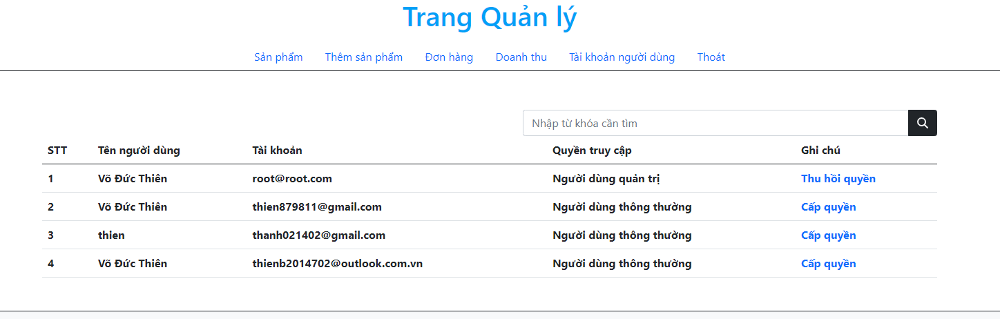 Trang Quản lý
Sản phẩm Thêm sản phẩm Đơn hàng Doanh thu Tài khoản người dùng Thoát
Nhập từ khóa cần tìm
STT Tên người dùng Tài khoản Quyền truy cập Ghi chú
1 Võ Đức Thiên root@root.com Người dùng quản trị Thu hồi quyền
2 Võ Đức Thiên thien879811@gmail.com Người dùng thông thường Cấp quyền
3 thien thanh021402@gmail.com Người dùng thông thường Cấp quyền
4 Võ Đức Thiên thienb2014702@outlook.com.vn Người dùng thông thường Cấp quyền